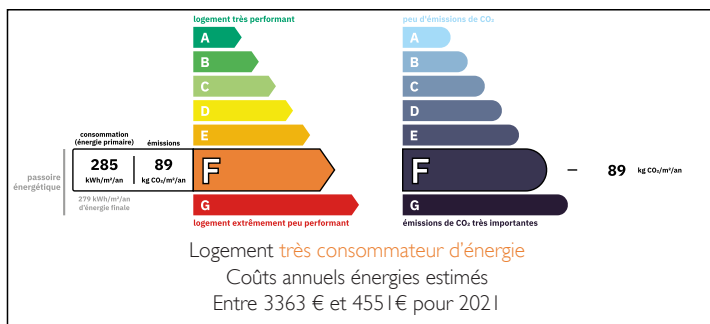 logement très performant
A
B
C
D
E
consommation
(énergie primaire)
émissions
285
kWh/m²/an
89
kg CO₂/m²/an
F
passoire
énergétique
279 kWh/m²/an
d'énergie finale
G
logement extrêmement peu performant
peu d'émissions de CO₂
A
B
C
D
E
F
89 kg CO₂/m²/an
G
émissions de CO₂ très importantes
Logement très consommateur d'énergie
Coûts annuels énergies estimés
Entre 3363 € et 4551€ pour 2021